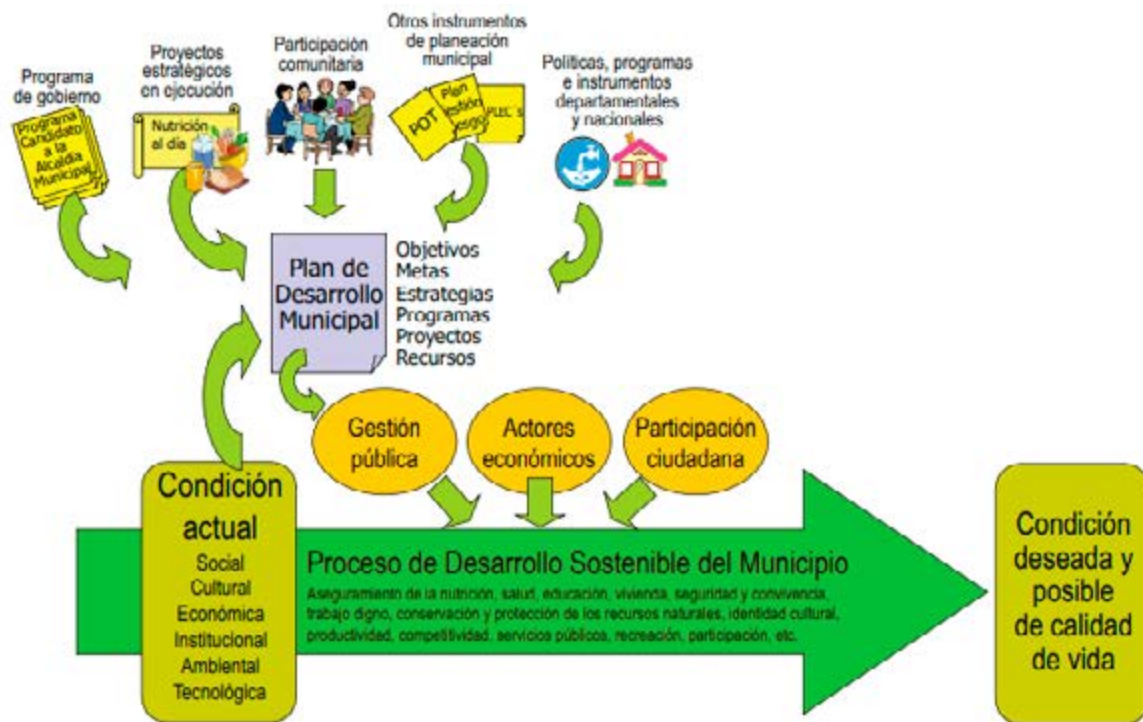 Programa
de gobierno
Programa
Candidato
a la
Alcaldía
Municipal
Proyectos
estratégicos
en ejecución
Nutrición
al día
Participación
comunitaria
Otros instrumentos
de planeación
municipal
POT
Plan
PLEC´s
Políticas, programas
e instrumentos
departamentales
y nacionales
Plan de
Desarrollo
Municipal
Objetivos
Metas
Estrategias
Programas
Proyectos
Recursos
Gestión
pública
Actores
económicos
Participación
ciudadana
Condición
actual
Social
Cultural
Económica
Institucional
Ambiental
Tecnológica
Proceso de Desarrollo Sostenible del Municipio
Aseguramiento de la nutrición, salud, educación, vivienda, seguridad y convivencia,
trabajo digno, conservación y protección de los recursos naturales, identidad cultural,
productividad, competitividad, servicios públicos, recreación, participación, etc.
Condición
deseada y
posible
de calidad
de vida